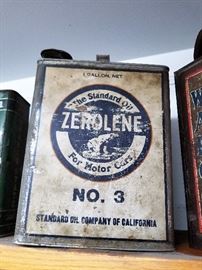 1 GALLON, NET
The Standard Oil
ZEROLENE
For Motor Cars
NO. 3
STANDARD OIL COMPANY OF CALIFORNIA